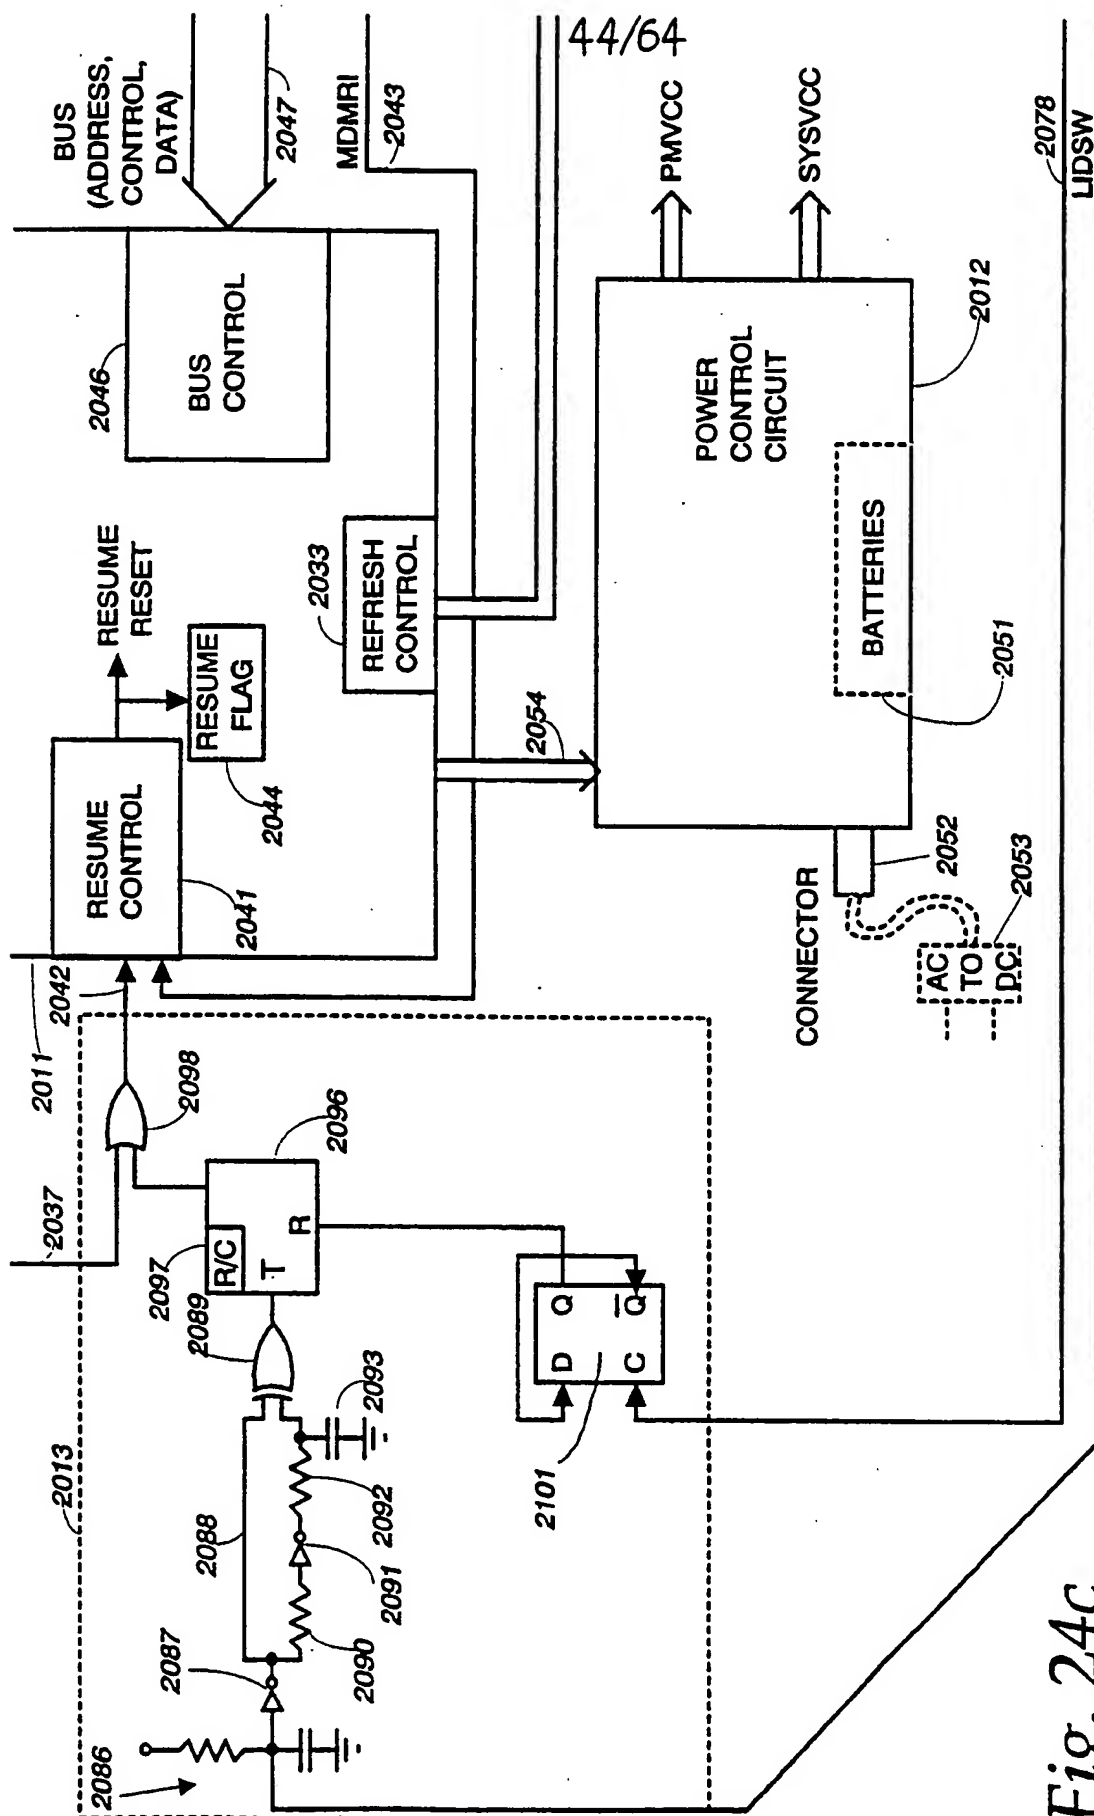 44/64
BUS
(ADDRESS,
CONTROL,
DATA)
2047
MDMRI
2043
2046
BUS
CONTROL
RESUME
RESET
RESUME
FLAG
2044
RESUME
CONTROL
2041
2033
REFRESH
CONTROL
2054
2011
2042
2098
2037
2096
2097
R/C
T
R
2089
2093
2088
2092
2091
2090
2087
2086
2013
D
Q
C
Q
2101
POWER
CONTROL
CIRCUIT
PMVCC
SYSVCC
2012
BATTERIES
2051
CONNECTOR
2052
AC
TO
DC
2053
2078
LIDSW
Fig. 24c